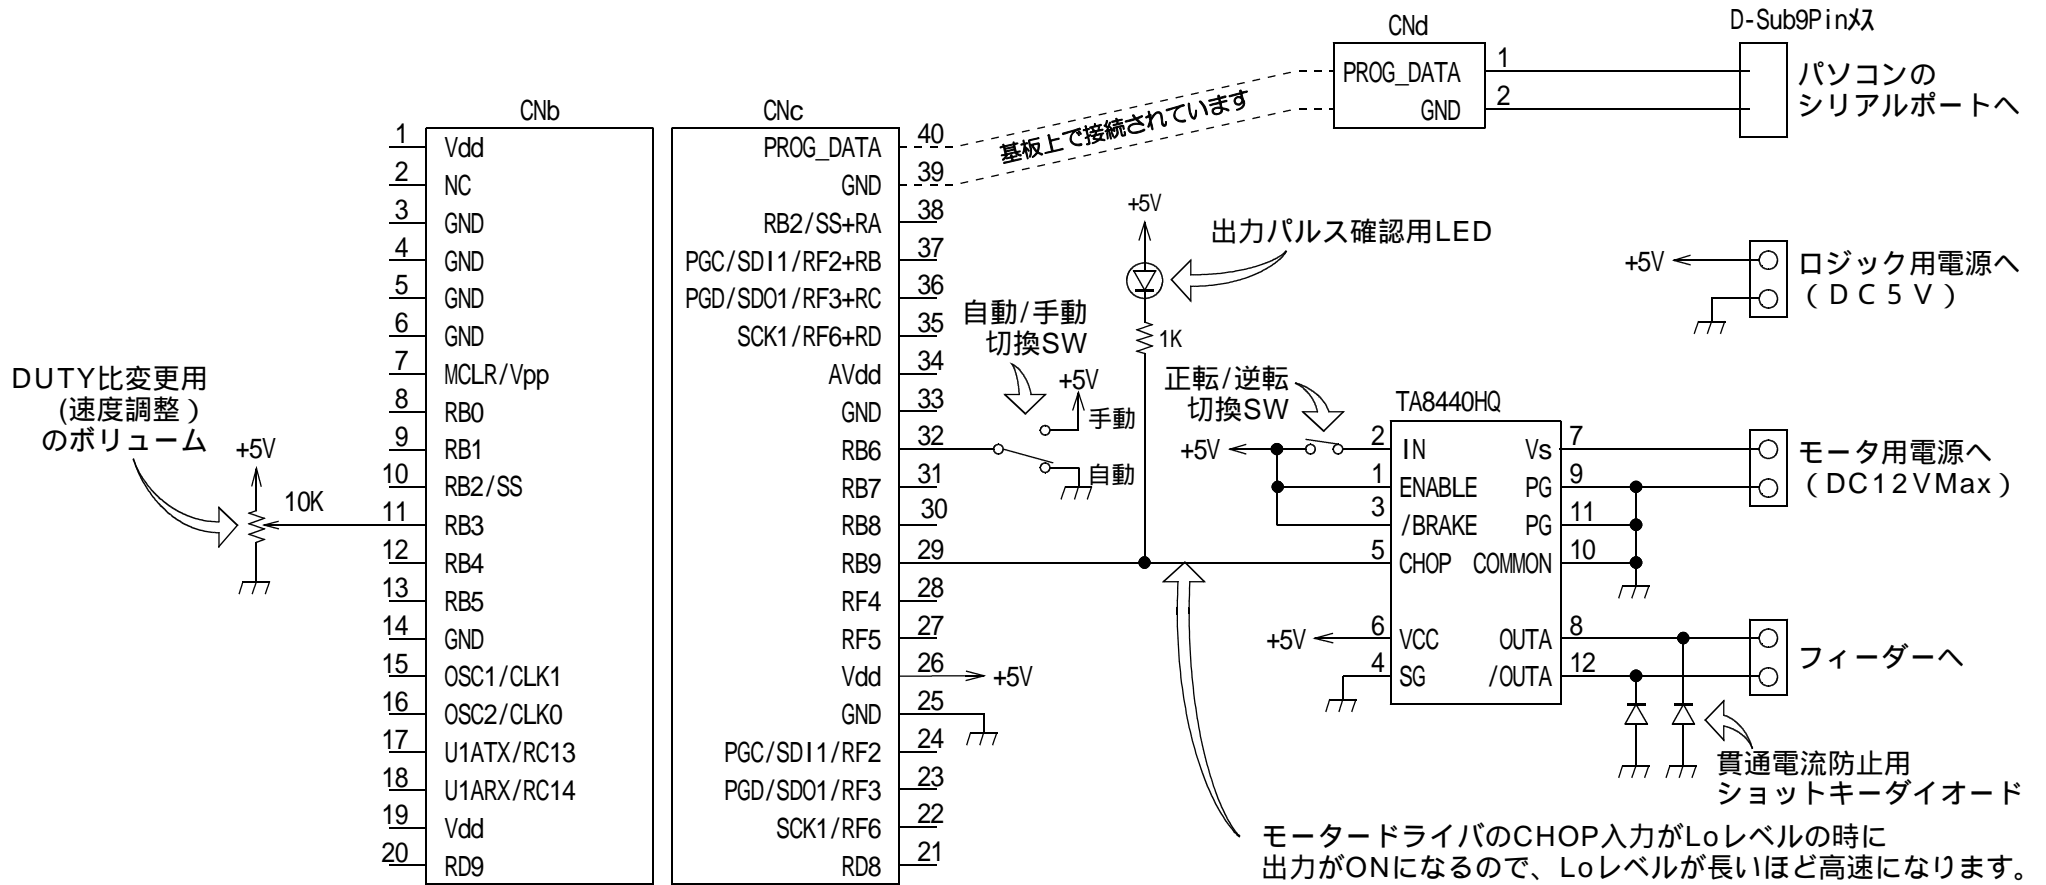 CNd
D-Sub9Pinメス
PROG_DATA
1
GND
2
パソコンの
シリアルポートへ
基板上で接続されています
CNb
1
Vdd
2
NC
3
GND
4
GND
5
GND
6
GND
7
MCLR/Vpp
8
RB0
9
RB1
10
RB2/SS
11
RB3
12
RB4
13
RB5
14
GND
15
OSC1/CLK1
16
OSC2/CLKO
17
U1ATX/RC13
18
U1ARX/RC14
19
Vdd
20
RD9
CNc
PROG_DATA
40
GND
39
RB2/SS+RA
38
PGC/SDI1/RF2+RB
37
PGD/SDO1/RF3+RC
36
SCK1/RF6+RD
35
AVdd
34
GND
33
RB6
32
RB7
31
RB8
30
RB9
29
RF4
28
RF5
27
Vdd
26
+5V
GND
25
PGC/SDI1/RF2
24
PGD/SDO1/RF3
23
SCK1/RF6
22
RD8
21
DUTY比変更用
(速度調整）
のボリューム
+5V
10K
自動/手動
切換SW
+5V
手動
自動
+5V
出力パルス確認用LED
1K
正転/逆転
切換SW
+5V
TA8440HQ
2
IN
1
ENABLE
3
/BRAKE
5
CHOP
+5V
6
VCC
4
SG
Vs
7
PG
9
PG
11
COMMON
10
OUTA
8
/OUTA
12
+5V
ロジック用電源へ
（ＤＣ５Ｖ）
モータ用電源へ
（DC12VMax）
フィーダーへ
貫通電流防止用
ショットキーダイオード
モータードライバのCHOP入力がLoレベルの時に
出力がONになるので、Loレベルが長いほど高速になります。